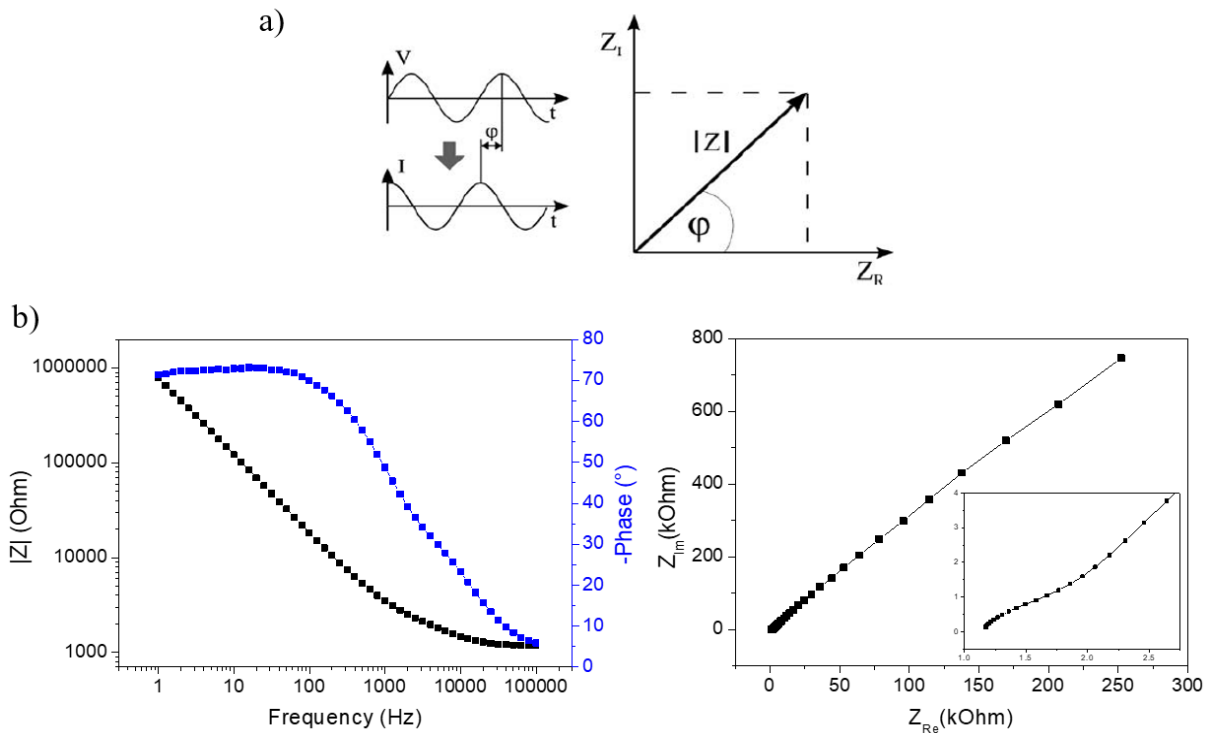 a)
V
t
φ
I
t
Z_I
|Z|
φ
Z_R
b)
1000000
100000
10000
1000
|Z| (Ohm)
1
10
100
1000
10000
100000
Frequency (Hz)
80
70
60
50
40
30
20
10
0
-Phase (°)
800
600
400
200
0
Z_Im(kOhm)
0
50
100
150
200
250
300
Z_Re(kOhm)
4
3
2
1
0
1.0
1.5
2.0
2.5